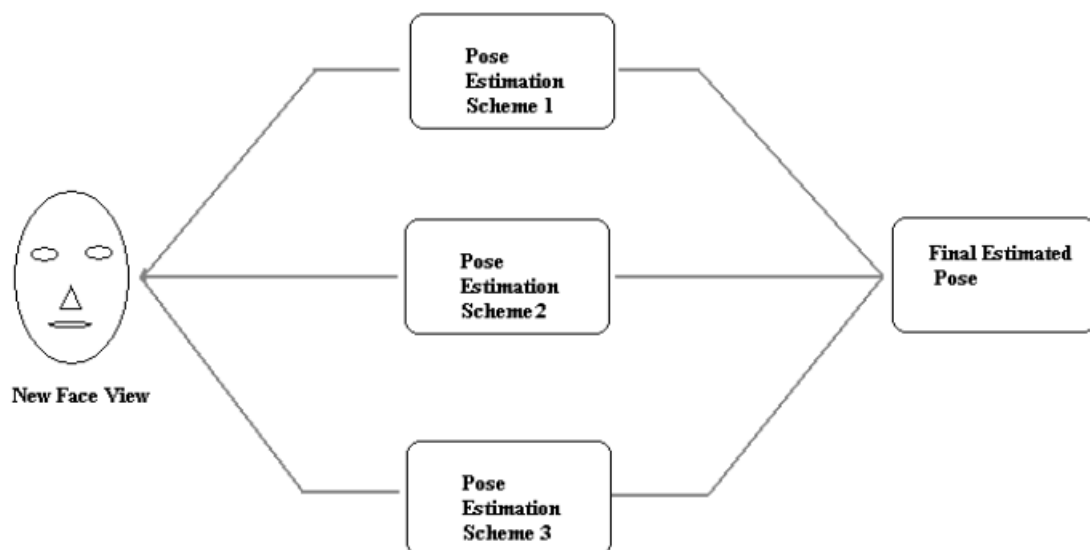 Pose
Estimation
Scheme 1
Pose
Estimation
Scheme 2
Final Estimated
Pose
New Face View
Pose
Estimation
Scheme 3